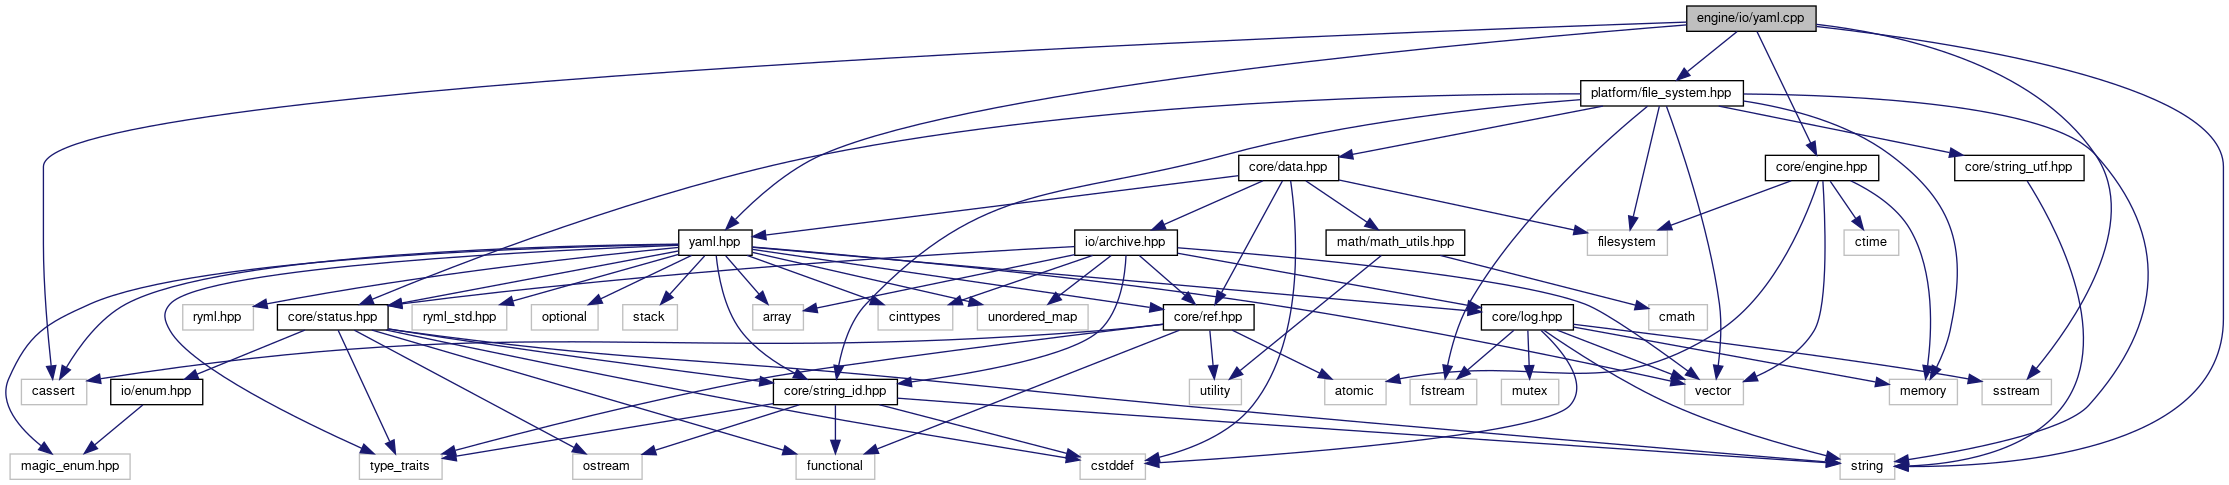 engine/io/yaml.cpp
platform/file_system.hpp
core/data.hpp
core/engine.hpp
core/string_utf.hpp
yaml.hpp
io/archive.hpp
math/math_utils.hpp
filesystem
ctime
ryml.hpp
core/status.hpp
ryml_std.hpp
optional
stack
array
cinttypes
unordered_map
core/ref.hpp
core/log.hpp
cmath
cassert
io/enum.hpp
core/string_id.hpp
utility
atomic
fstream
mutex
vector
memory
sstream
magic_enum.hpp
type_traits
ostream
functional
cstddef
string